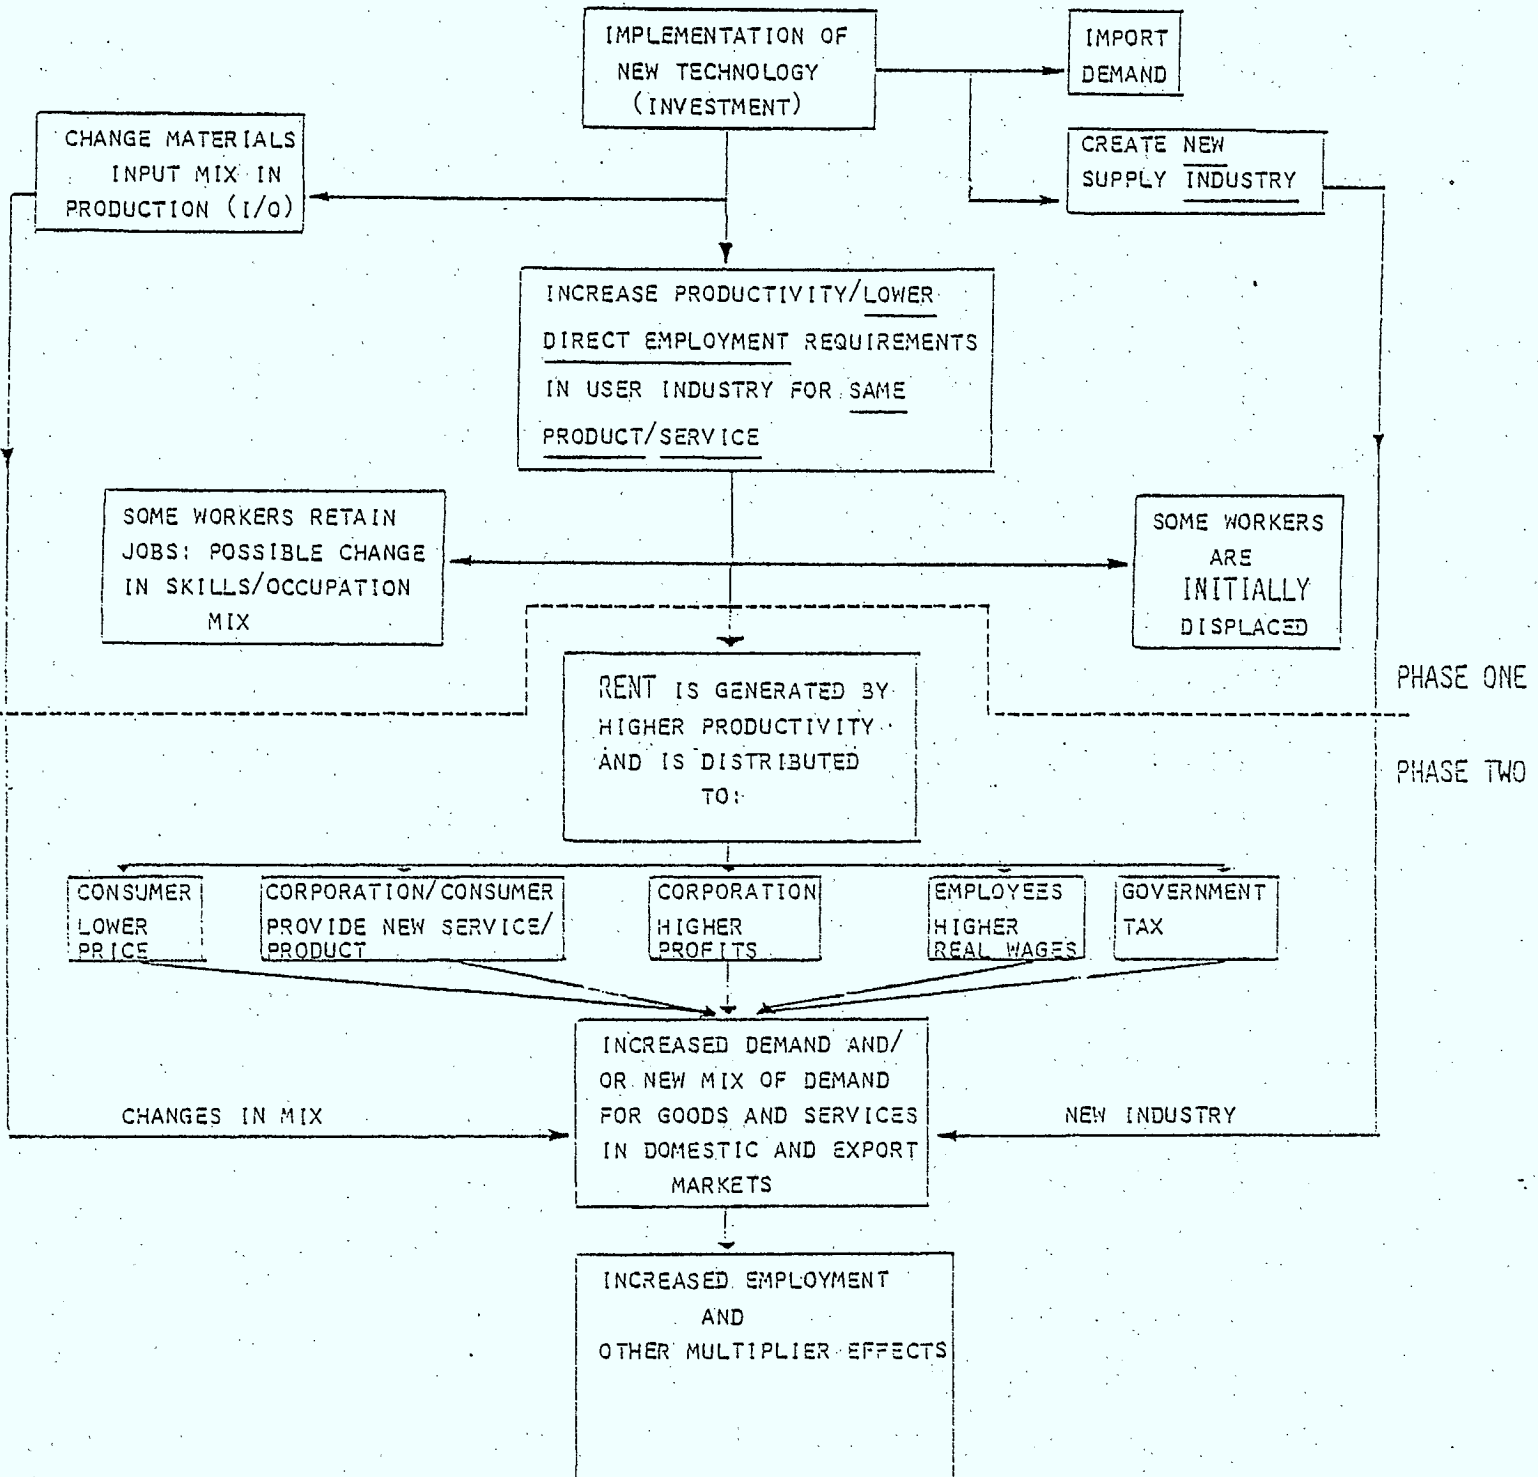 IMPLEMENTATION OF
NEW TECHNOLOGY
(INVESTMENT)
IMPORT
DEMAND
CHANGE MATERIALS
INPUT MIX IN
PRODUCTION (I/O)
CREATE NEW
SUPPLY INDUSTRY
INCREASE PRODUCTIVITY/LOWER
DIRECT EMPLOYMENT REQUIREMENTS
IN USER INDUSTRY FOR SAME
PRODUCT/SERVICE
SOME WORKERS RETAIN
JOBS: POSSIBLE CHANGE
IN SKILLS/OCCUPATION
MIX
SOME WORKERS
ARE
INITIALLY
DISPLACED
RENT IS GENERATED BY
HIGHER PRODUCTIVITY
AND IS DISTRIBUTED
TO:
PHASE ONE
PHASE TWO
CONSUMER
LOWER
PRICE
CORPORATION/CONSUMER
PROVIDE NEW SERVICE/
PRODUCT
CORPORATION
HIGHER
PROFITS
EMPLOYEES
HIGHER
REAL WAGES
GOVERNMENT
TAX
INCREASED DEMAND AND/
OR NEW MIX OF DEMAND
FOR GOODS AND SERVICES
IN DOMESTIC AND EXPORT
MARKETS
CHANGES IN MIX
NEW INDUSTRY
INCREASED EMPLOYMENT
AND
OTHER MULTIPLIER EFFECTS